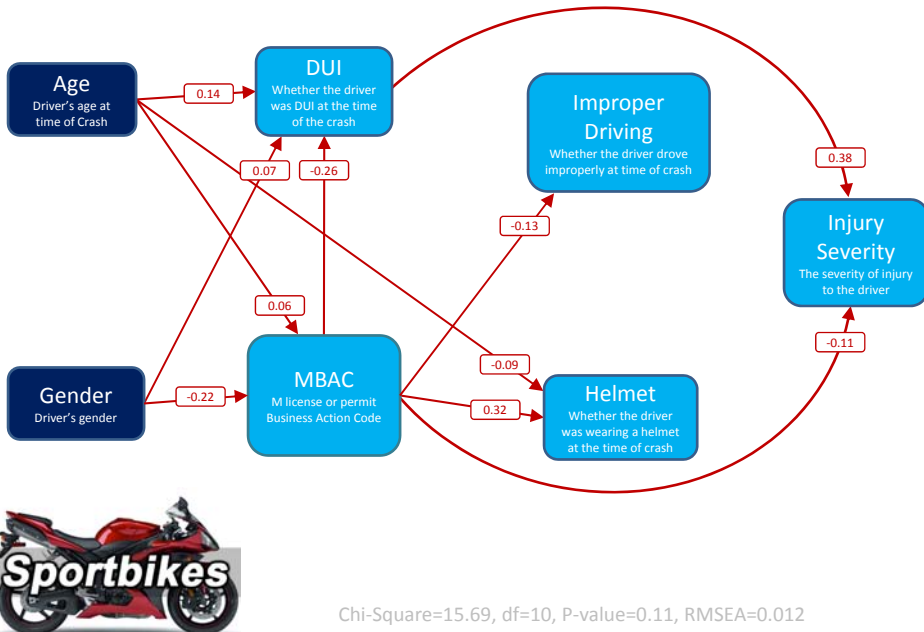 Age
Driver's age at
time of Crash
0.14
DUI
Whether the driver
was DUI at the time
of the crash
Improper
Driving
Whether the driver drove
improperly at time of crash
0.38
0.07
-0.26
-0.13
Injury
Severity
The severity of injury
to the driver
0.06
-0.11
Gender
Driver's gender
-0.22
MBAC
M license or permit
Business Action Code
-0.09
0.32
Helmet
Whether the driver
was wearing a helmet
at the time of crash
Sportbikes
Chi-Square=15.69, df=10, P-value=0.11, RMSEA=0.012